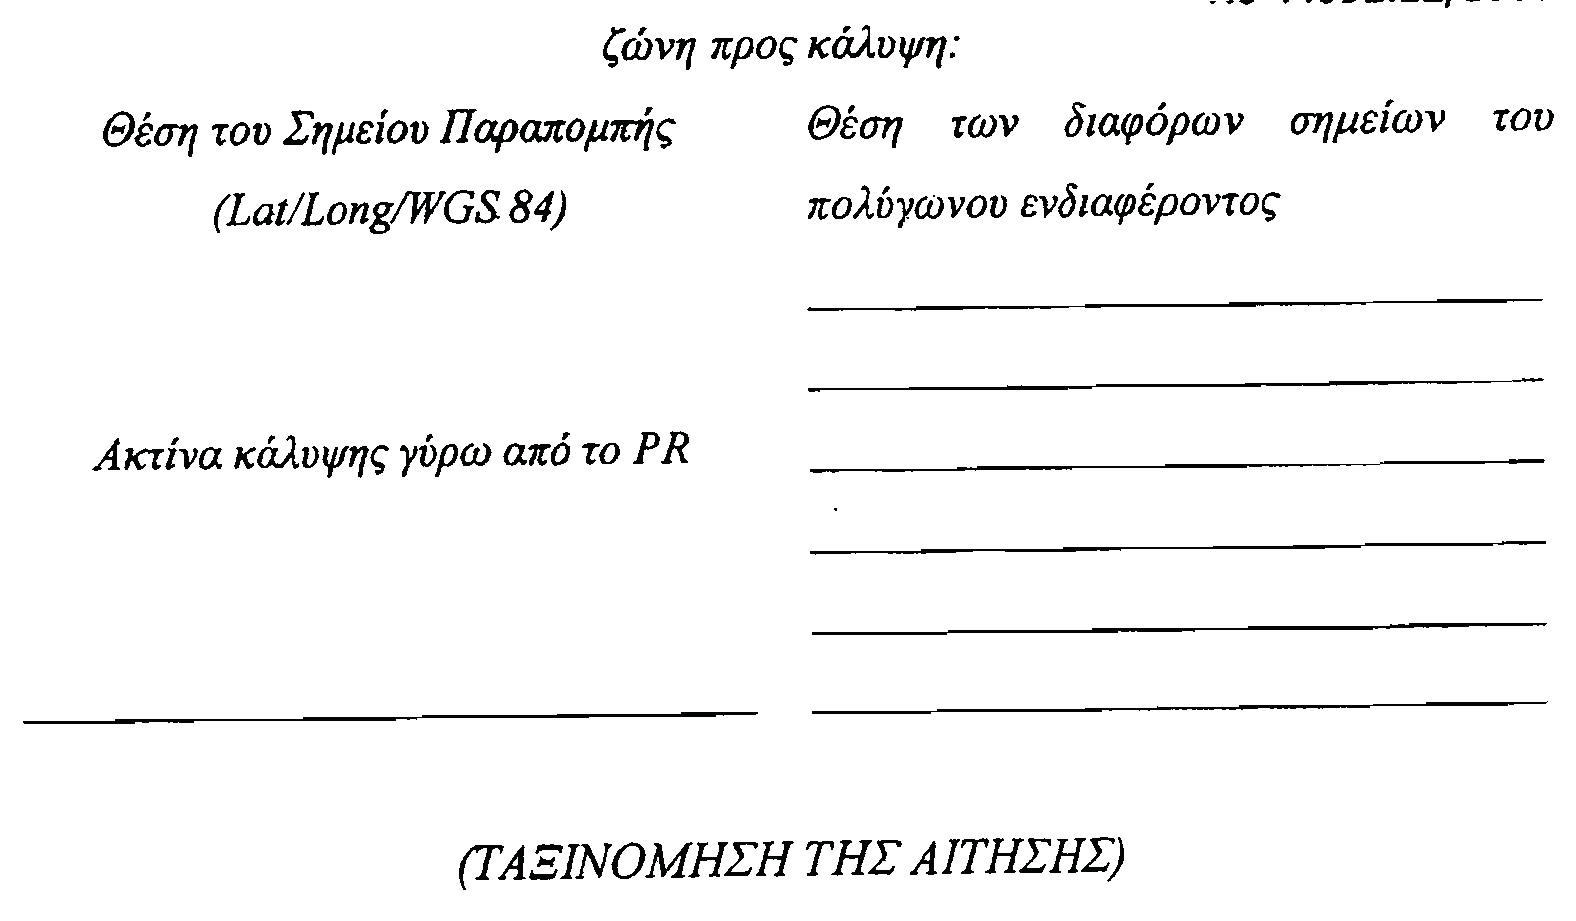 ζώνη προς κάλυψη:
Θέση του Σημείου Παραπομπής
(Lat/Long/WGS 84)
Θέση των διαφόρων σημείων του
πολύγωνου ενδιαφέροντος
Ακτίνα κάλυψης γύρω από το PR
(ΤΑΞΙΝΟΜΗΣΗ ΤΗΣ ΑΙΤΗΣΗΣ)